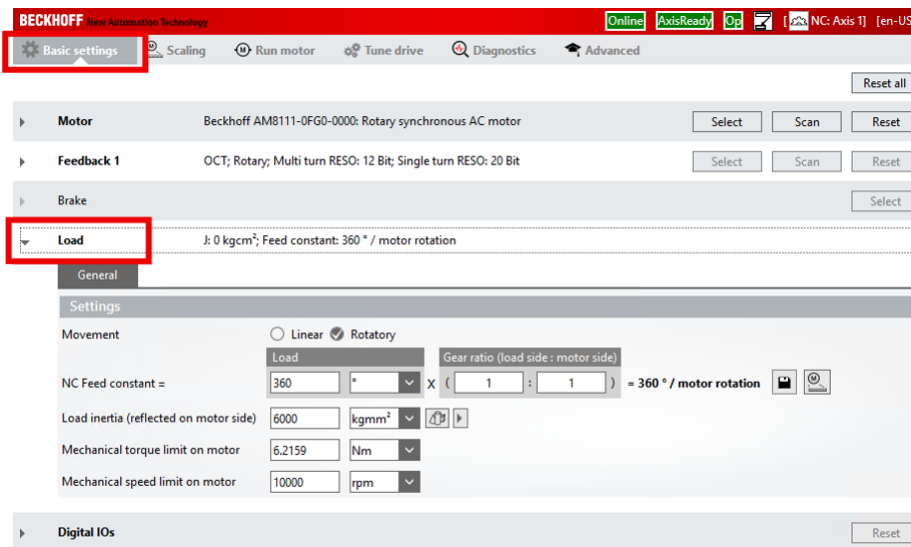 BECKHOFF New Automation Technology Online AxisReady Op [ NC: Axis 1] [en-US
Basic settings Scaling Run motor Tune drive Diagnostics Advanced
Reset all
Motor Beckhoff AM8111-0FG0-0000: Rotary synchronous AC motor Select Scan Reset
Feedback 1 OCT; Rotary; Multi turn RESO: 12 Bit; Single turn RESO: 20 Bit Select Scan Reset
Brake Select
Load J: 0 kgcm²; Feed constant: 360 ° / motor rotation
General
Settings
Movement Linear Rotatory
Load Gear ratio (load side : motor side)
NC Feed constant = 360 ° X ( 1 : 1 ) = 360 ° / motor rotation
Load inertia (reflected on motor side) 6000 kgmm²
Mechanical torque limit on motor 6.2159 Nm
Mechanical speed limit on motor 10000 rpm
Digital IOs Reset